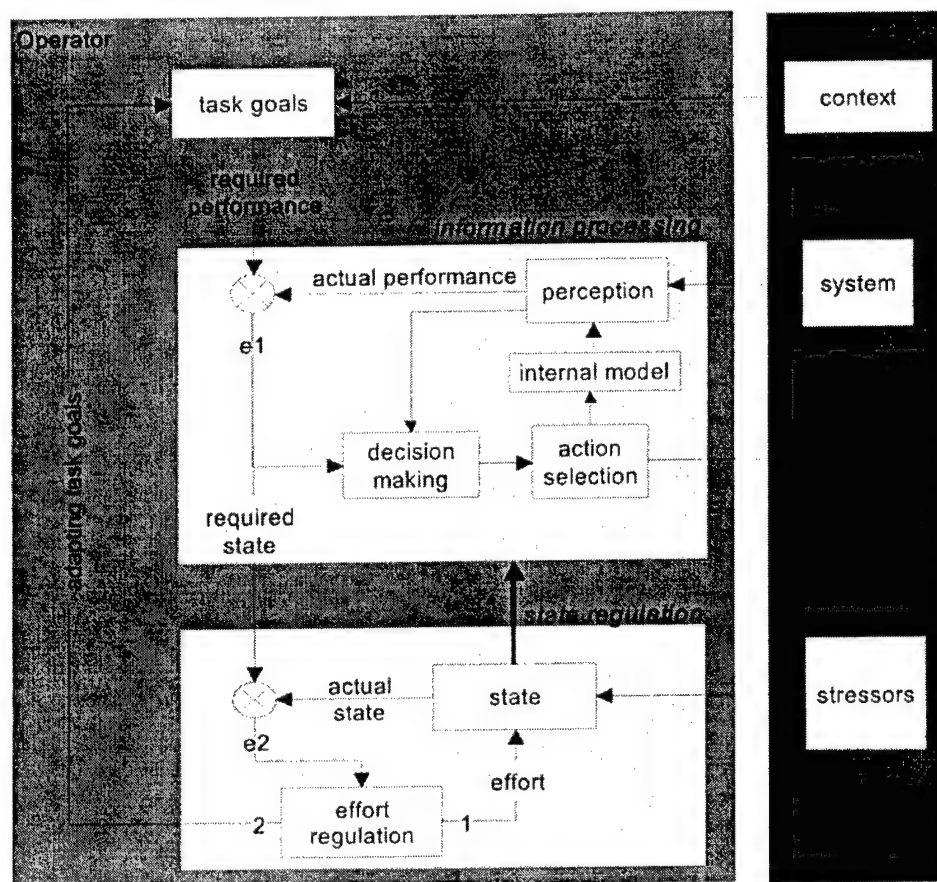 Operator
task goals
context
required
performance
information processing
actual performance
perception
system
e1
internal model
decision
making
action
selection
adapting task goals
required
state
state regulation
actual
state
state
stressors
e2
effort
effort
regulation
2
1